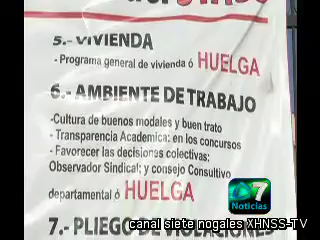 5.- VIVIENDA
- Programa general de vivienda ó HUELGA
6.- AMBIENTE DE TRABAJO
-Cultura de buenos modales y buen trato
- Transparencia Academica: en los concursos
- Favorecer las decisiones colectivas;
Observador Sindical; y consejo Consultivo
departamental ó HUELGA
7.- PLIEGO DE VIOLACIONES
7
Noticias
canal siete nogales XHNSS-TV